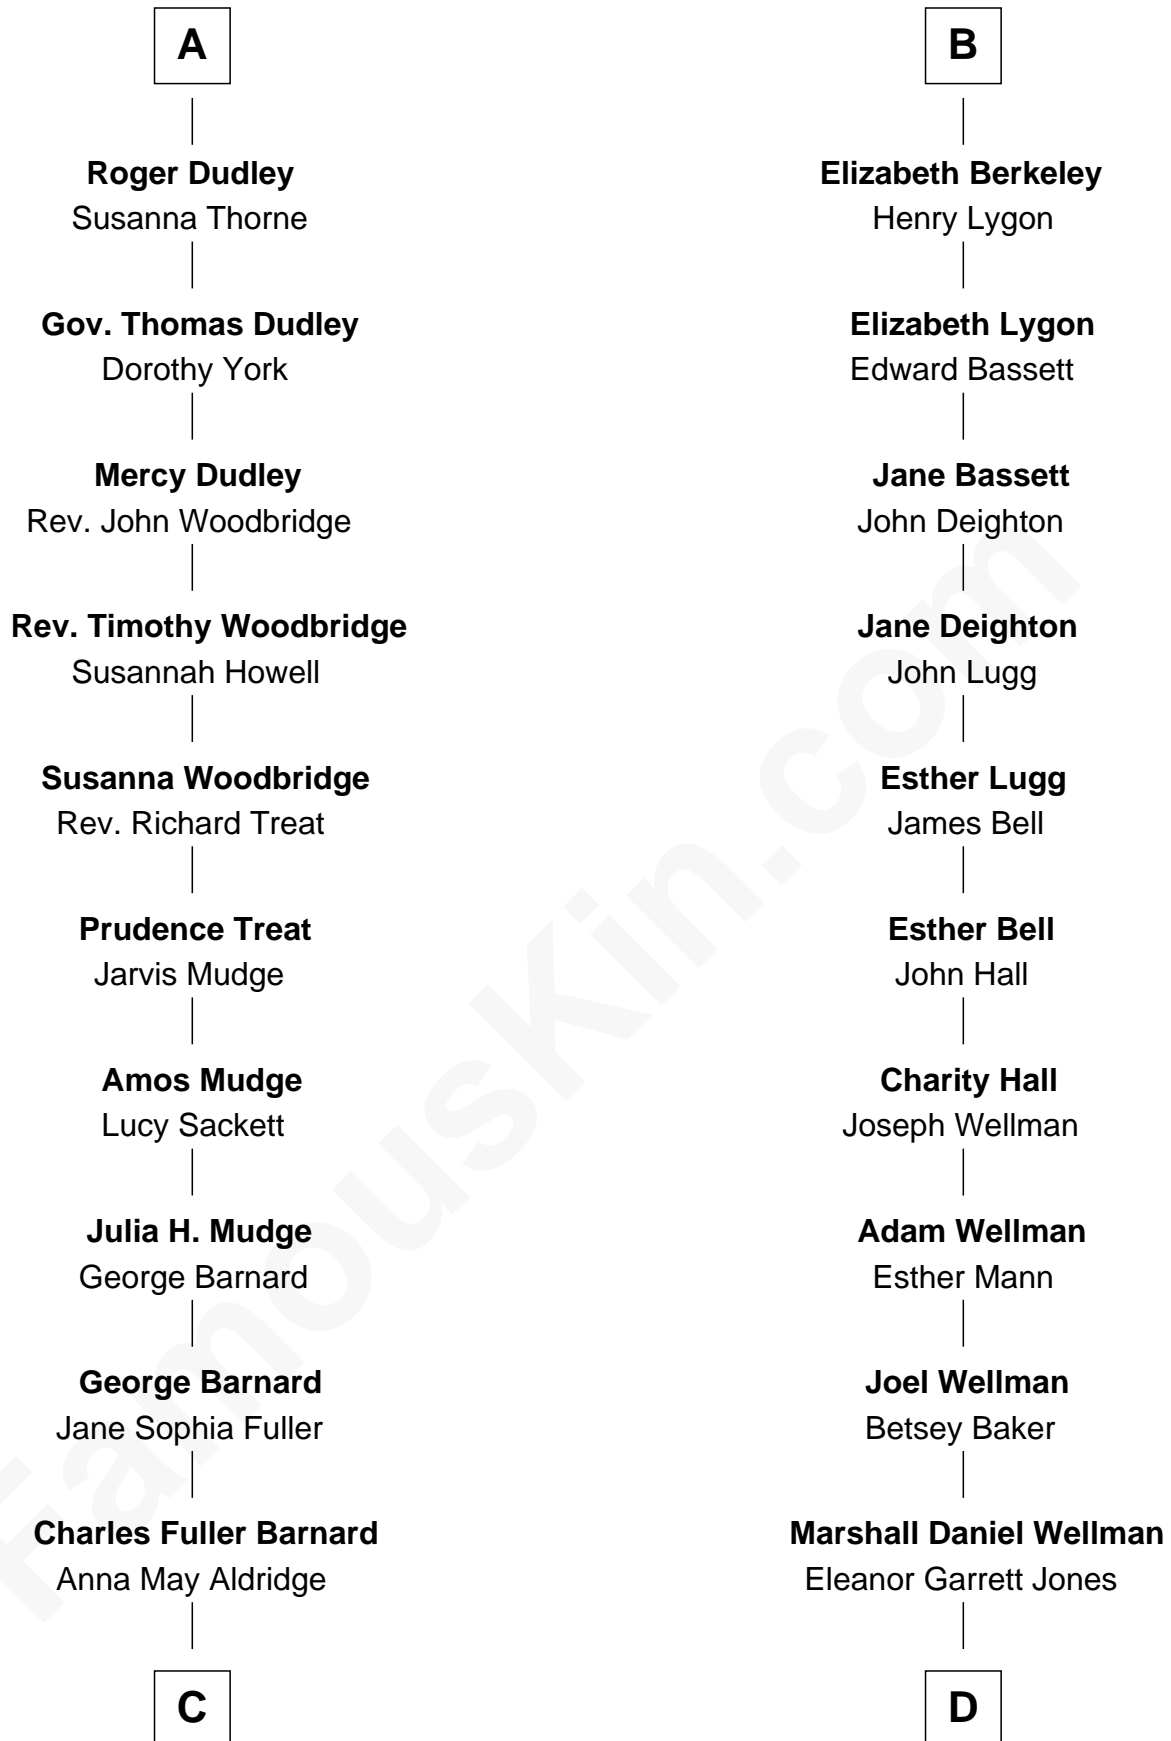 A
Roger Dudley
Susanna Thorne
Gov. Thomas Dudley
Dorothy York
Mercy Dudley
Rev. John Woodbridge
Rev. Timothy Woodbridge
Susannah Howell
Susanna Woodbridge
Rev. Richard Treat
Prudence Treat
Jarvis Mudge
Amos Mudge
Lucy Sackett
Julia H. Mudge
George Barnard
George Barnard
Jane Sophia Fuller
Charles Fuller Barnard
Anna May Aldridge
C
B
Elizabeth Berkeley
Henry Lygon
Elizabeth Lygon
Edward Bassett
Jane Bassett
John Deighton
Jane Deighton
John Lugg
Esther Lugg
James Bell
Esther Bell
John Hall
Charity Hall
Joseph Wellman
Adam Wellman
Esther Mann
Joel Wellman
Betsey Baker
Marshall Daniel Wellman
Eleanor Garrett Jones
D
FamousKin.com